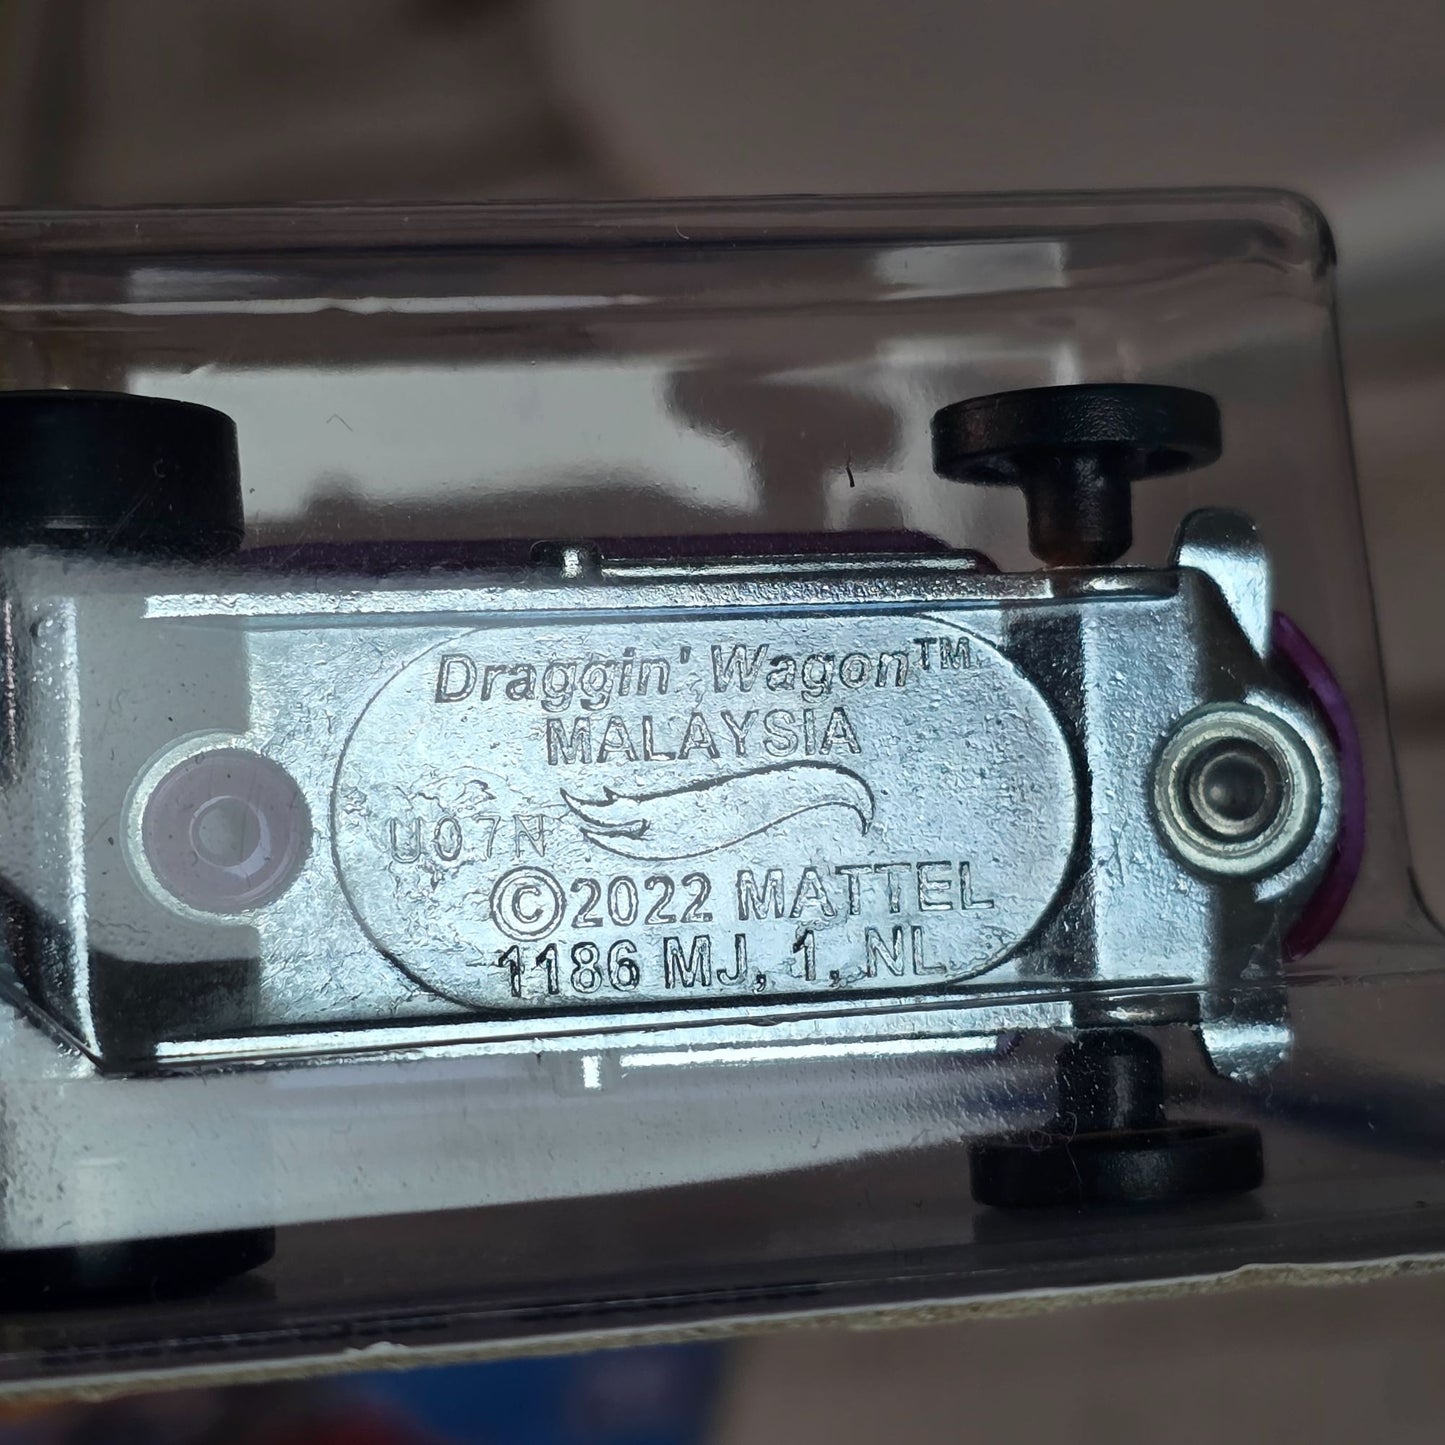 Draggin' Wagon™
MALAYSIA
U07N
©2022 MATTEL
1186 MJ, 1, NL